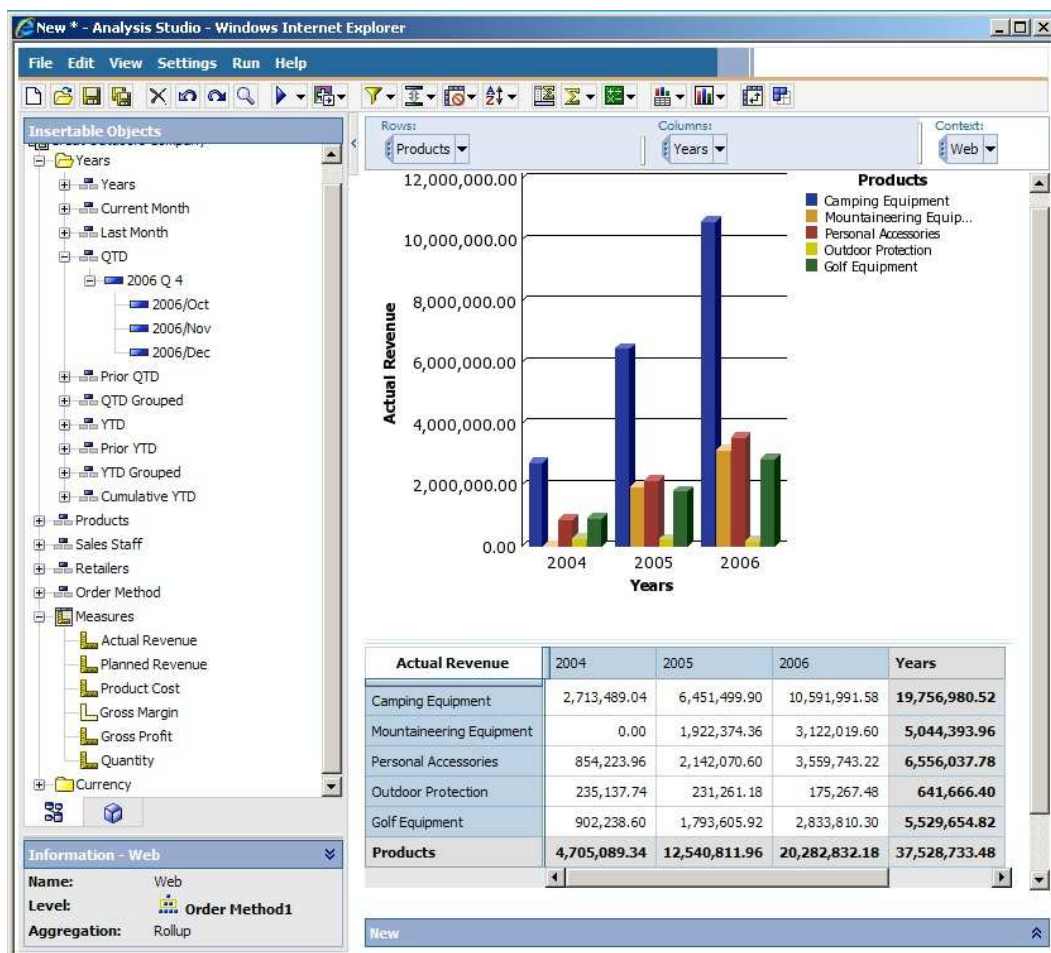 New * - Analysis Studio - Windows Internet Explorer
File Edit View Settings Run Help
Insertable Objects
Years
Years
Current Month
Last Month
QTD
2006 Q 4
2006/Oct
2006/Nov
2006/Dec
Prior QTD
QTD Grouped
YTD
Prior YTD
YTD Grouped
Cumulative YTD
Products
Sales Staff
Retailers
Order Method
Measures
Actual Revenue
Planned Revenue
Product Cost
Gross Margin
Gross Profit
Quantity
Currency
Information - Web
Name: Web
Level: Order Method1
Aggregation: Rollup
Rows: Columns: Context:
Products Years Web
12,000,000.00
10,000,000.00
8,000,000.00
6,000,000.00
4,000,000.00
2,000,000.00
0.00
Actual Revenue
2004 2005 2006
Years
Products
Camping Equipment
Mountaineering Equip...
Personal Accessories
Outdoor Protection
Golf Equipment
Actual Revenue 2004 2005 2006 Years
Camping Equipment 2,713,489.04 6,451,499.90 10,591,991.58 19,756,980.52
Mountaineering Equipment 0.00 1,922,374.36 3,122,019.60 5,044,393.96
Personal Accessories 854,223.96 2,142,070.60 3,559,743.22 6,556,037.78
Outdoor Protection 235,137.74 231,261.18 175,267.48 641,666.40
Golf Equipment 902,238.60 1,793,605.92 2,833,810.30 5,529,654.82
Products 4,705,089.34 12,540,811.96 20,282,832.18 37,528,733.48
New